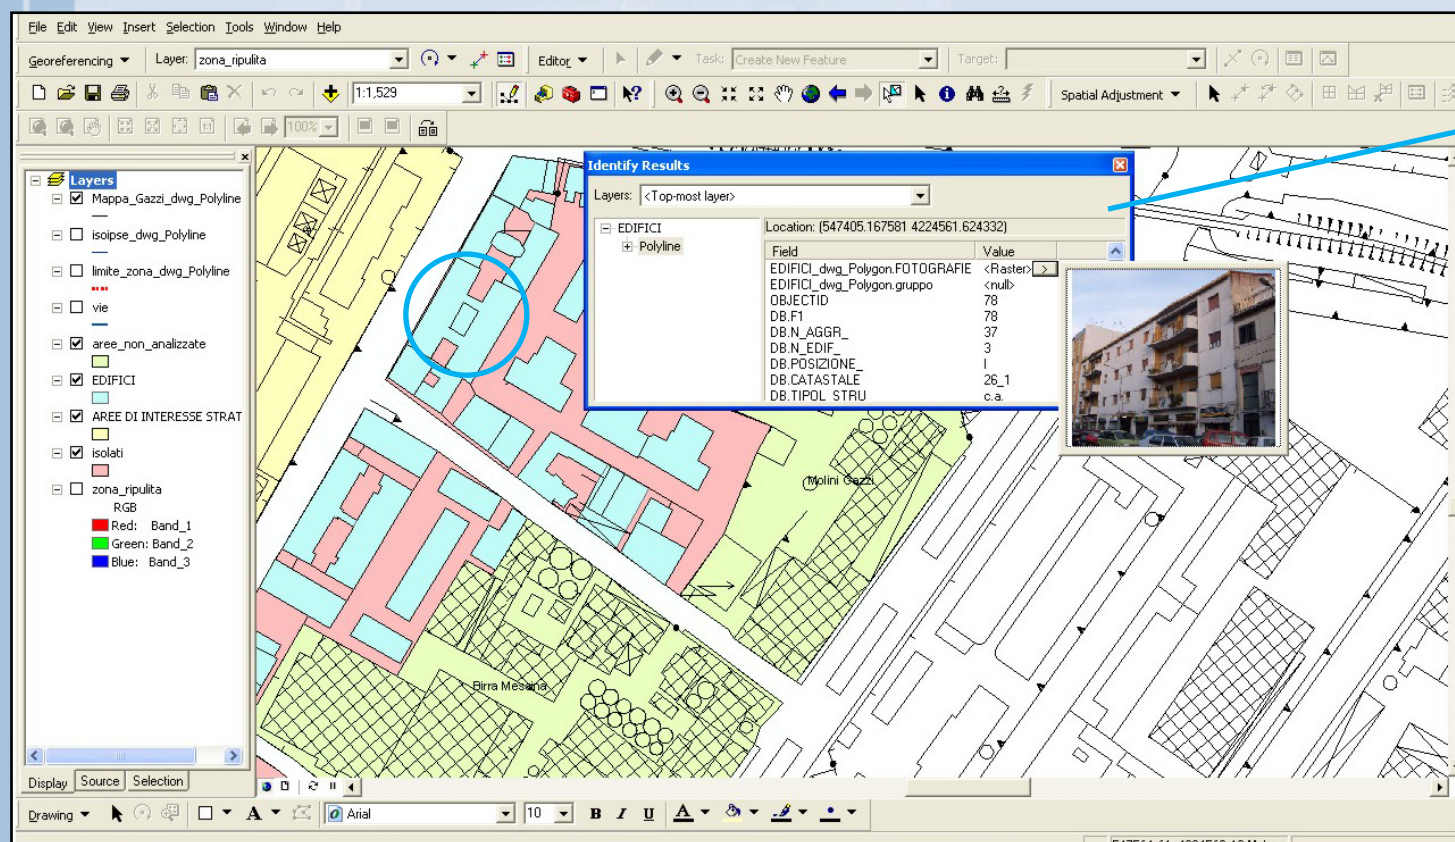 File Edit View Insert Selection Tools Window Help
Georeferencing Layer: zona_ripulita Editor Task: Create New Feature Target:
1:1,529 Spatial Adjustment
100%
Layers
Mappa_Gazzi_dwg_Polyline
isoipse_dwg_Polyline
limite_zona_dwg_Polyline
vie
aree_non_analizzate
EDIFICI
AREE DI INTERESSE STRAT
isolati
zona_ripulita
RGB
Red: Band_1
Green: Band_2
Blue: Band_3
Display Source Selection
Identify Results
Layers: <Top-most layer>
EDIFICI
Polyline
Location: (547405.167581 4224561.624332)
Field Value
EDIFICI_dwg_Polygon.FOTOGRAFIE <Raster> >
EDIFICI_dwg_Polygon.gruppo <null>
OBJECTID 78
DB.F1 78
DB.N_AGGR_ 37
DB.N_EDIF_ 3
DB.POSIZIONE_ I
DB.CATASTALE 26_1
DB.TIPOL_STRU c.a.
Molini Gazzi
Birra Messina
Drawing A Arial 10 B I U A